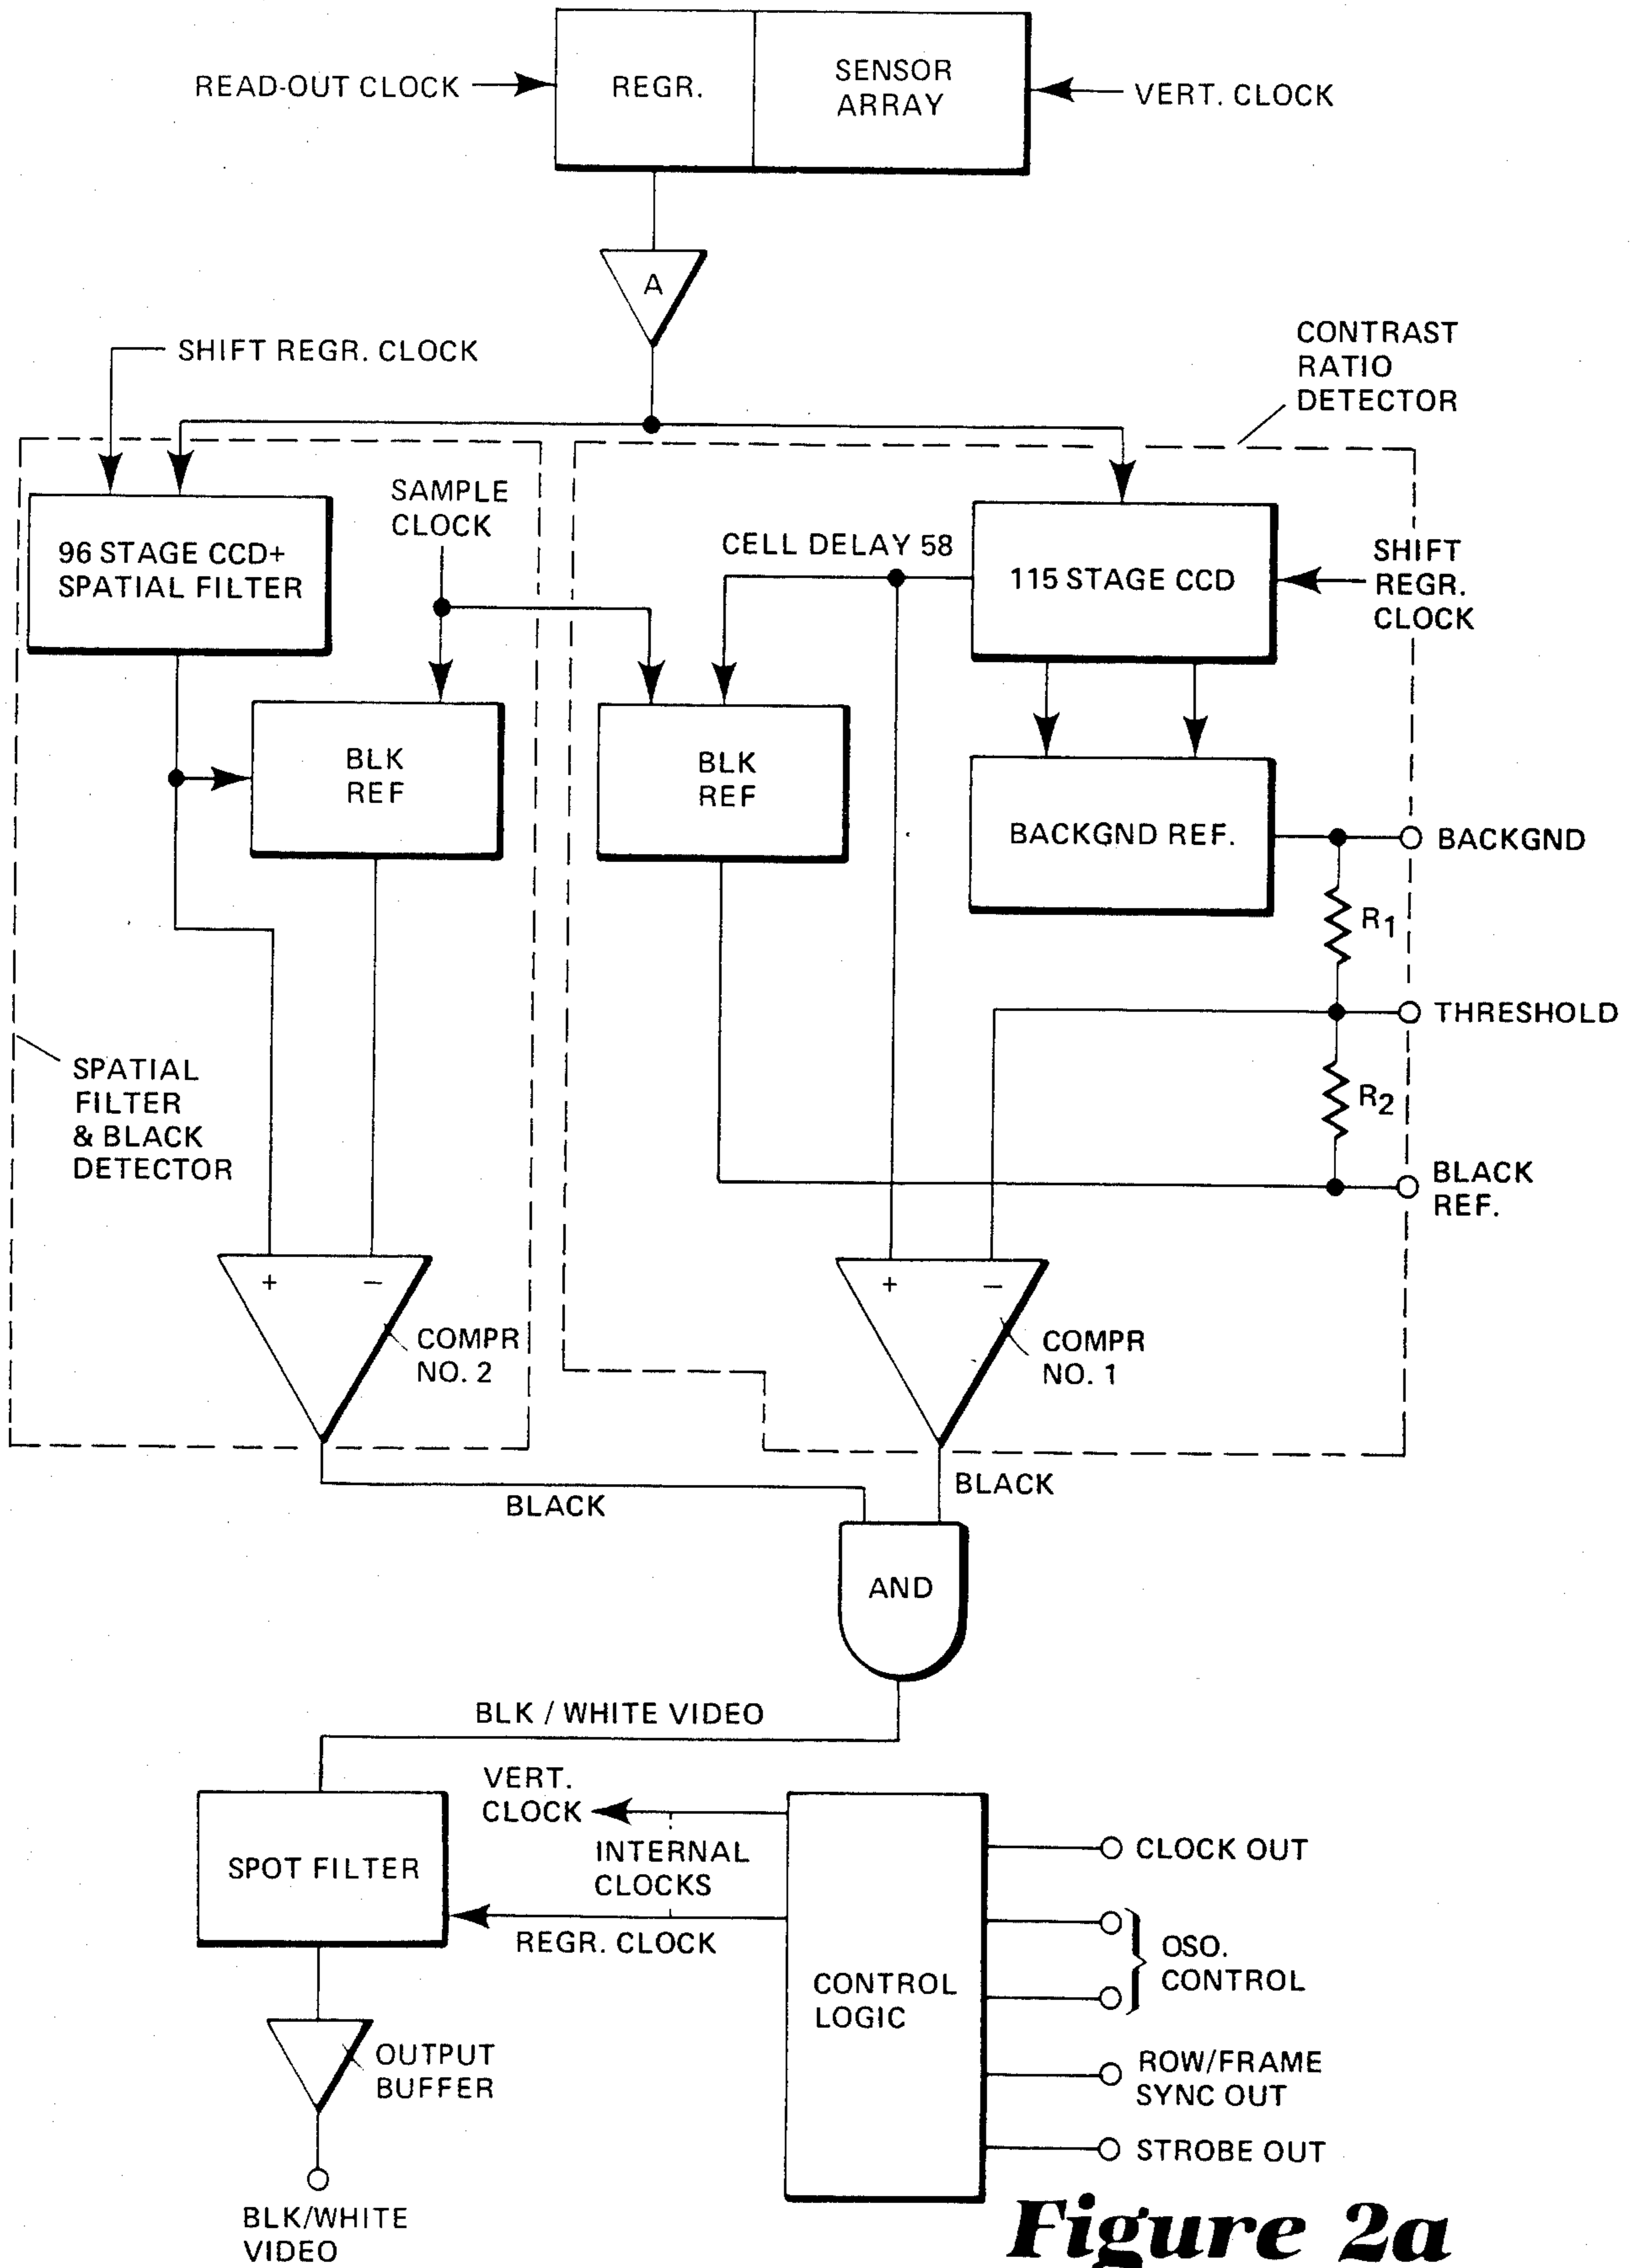 READ-OUT CLOCK
REGR.
SENSOR
ARRAY
VERT. CLOCK
A
SHIFT REGR. CLOCK
CONTRAST
RATIO
DETECTOR
96 STAGE CCD+
SPATIAL FILTER
SAMPLE
CLOCK
CELL DELAY 58
115 STAGE CCD
SHIFT
REGR.
CLOCK
BLK
REF
BLK
REF
BACKGND REF.
BACKGND
R1
THRESHOLD
R2
BLACK
REF.
SPATIAL
FILTER
& BLACK
DETECTOR
+ −
COMPR
NO. 2
+ −
COMPR
NO. 1
BLACK
BLACK
AND
BLK / WHITE VIDEO
VERT.
CLOCK
INTERNAL
CLOCKS
SPOT FILTER
REGR. CLOCK
CONTROL
LOGIC
CLOCK OUT
OSO.
CONTROL
ROW/FRAME
SYNC OUT
STROBE OUT
OUTPUT
BUFFER
BLK/WHITE
VIDEO
Figure 2a